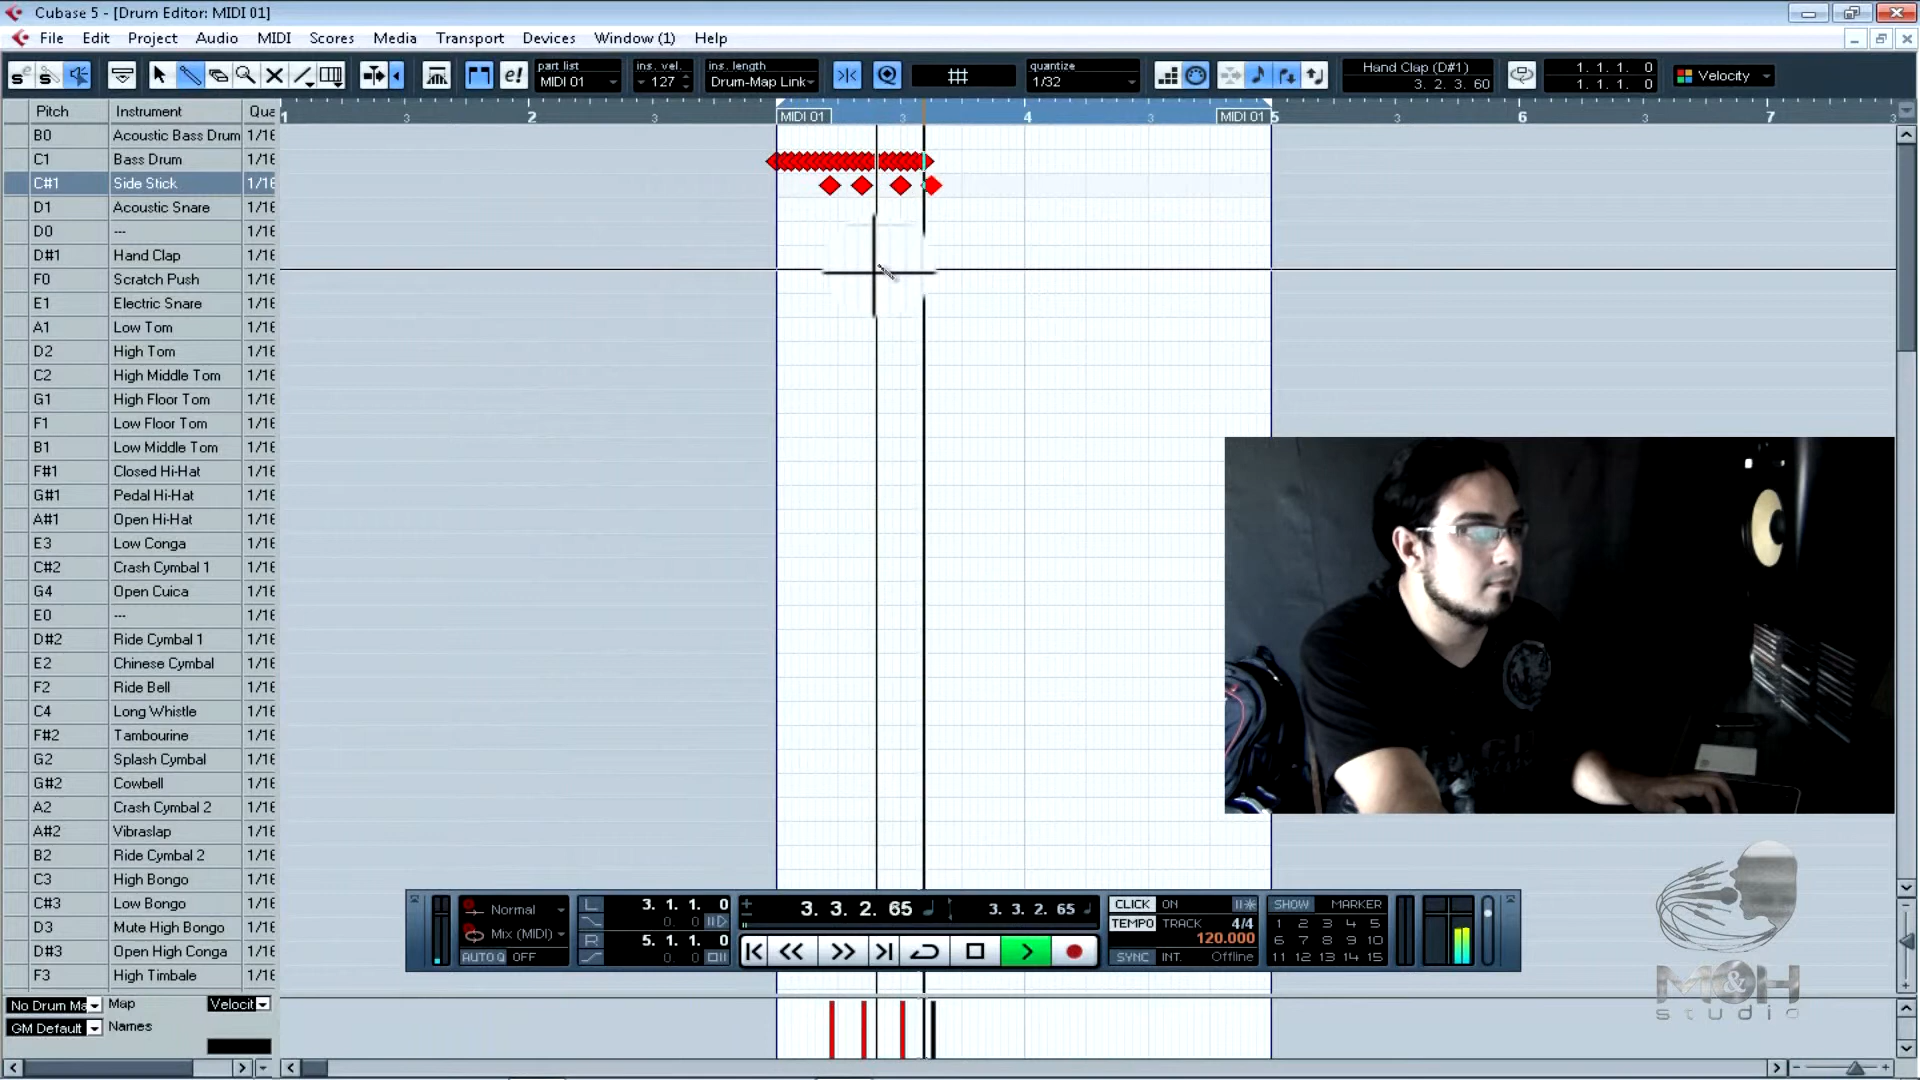 Cubase 5 - [Drum Editor: MIDI 01]
File Edit Project Audio MIDI Scores Media Transport Devices Window (1) Help
part list
MIDI 01
ins. vel.
127
ins. length
Drum-Map Link
quantize
1/32
Hand Clap (D#1)
3. 2. 3. 60
1. 1. 1. 0
1. 1. 1. 0
Velocity
Pitch Instrument Qua
1 3 2 3 MIDI 01 3 4 3 MIDI 01 5 3 6 3 7 3
B0 Acoustic Bass Drum 1/16
C1 Bass Drum 1/16
C#1 Side Stick 1/16
D1 Acoustic Snare 1/16
D0 --- 1/16
D#1 Hand Clap 1/16
F0 Scratch Push 1/16
E1 Electric Snare 1/16
A1 Low Tom 1/16
D2 High Tom 1/16
C2 High Middle Tom 1/16
G1 High Floor Tom 1/16
F1 Low Floor Tom 1/16
B1 Low Middle Tom 1/16
F#1 Closed Hi-Hat 1/16
G#1 Pedal Hi-Hat 1/16
A#1 Open Hi-Hat 1/16
E3 Low Conga 1/16
C#2 Crash Cymbal 1 1/16
G4 Open Cuica 1/16
E0 --- 1/16
D#2 Ride Cymbal 1 1/16
E2 Chinese Cymbal 1/16
F2 Ride Bell 1/16
C4 Long Whistle 1/16
F#2 Tambourine 1/16
G2 Splash Cymbal 1/16
G#2 Cowbell 1/16
A2 Crash Cymbal 2 1/16
A#2 Vibraslap 1/16
B2 Ride Cymbal 2 1/16
C3 High Bongo 1/16
C#3 Low Bongo 1/16
D3 Mute High Bongo 1/16
D#3 Open High Conga 1/16
F3 High Timbale 1/16
Normal
Mix (MIDI)
AUTO Q OFF
L 3. 1. 1. 0
0. 0
R 5. 1. 1. 0
0. 0
3. 3. 2. 65 3. 3. 2. 65
CLICK ON
TEMPO TRACK 4/4
120.000
SYNC INT. Offline
SHOW MARKER
1 2 3 4 5
6 7 8 9 10
11 12 13 14 15
No Drum Ma Map Velocit
GM Default Names
M&H
studio